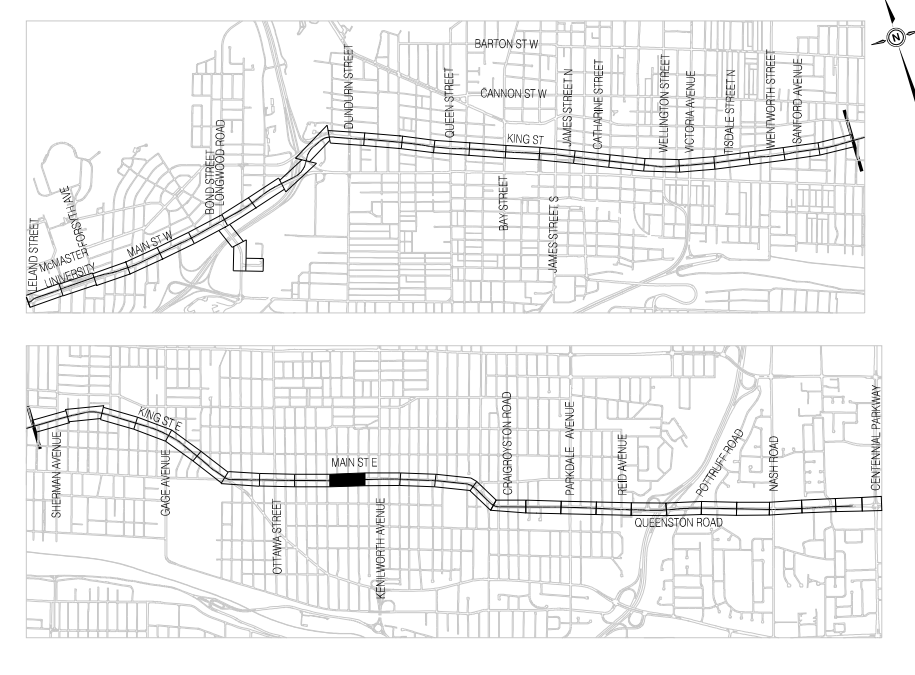 N
BARTON ST W
DUNDURN STREET
QUEEN STREET
CANNON ST W
JAMES STREET N
CATHARINE STREET
WELLINGTON STREET
VICTORIA AVENUE
TISDALE STREET N
WENTWORTH STREET
SANFORD AVENUE
KING ST
BOND STREET
LONGWOOD ROAD
BAY STREET
JAMES STREET S
LELAND STREET
FORSYTH AVE
McMASTER
UNIVERSITY
MAIN ST W
SHERMAN AVENUE
KING ST E
GAGE AVENUE
MAIN ST E
OTTAWA STREET
KENILWORTH AVENUE
CRAIGROYSTON ROAD
PARKDALE AVENUE
REID AVENUE
POTTRUFF ROAD
NASH ROAD
CENTENNIAL PARKWAY
QUEENSTON ROAD